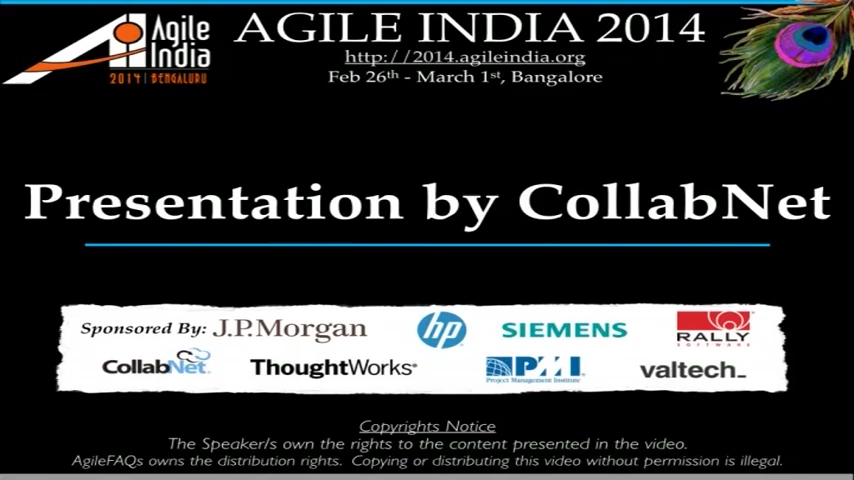 Agile
India
2014 | BENGALURU
AGILE INDIA 2014
http://2014.agileindia.org
Feb 26th - March 1st, Bangalore
Presentation by CollabNet
Sponsored By: J.P.Morgan hp SIEMENS RALLY SOFTWARE
CollabNet ThoughtWorks PMI Project Management Institute valtech_
Copyrights Notice
The Speaker/s own the rights to the content presented in the video.
AgileFAQs owns the distribution rights. Copying or distributing this video without permission is illegal.